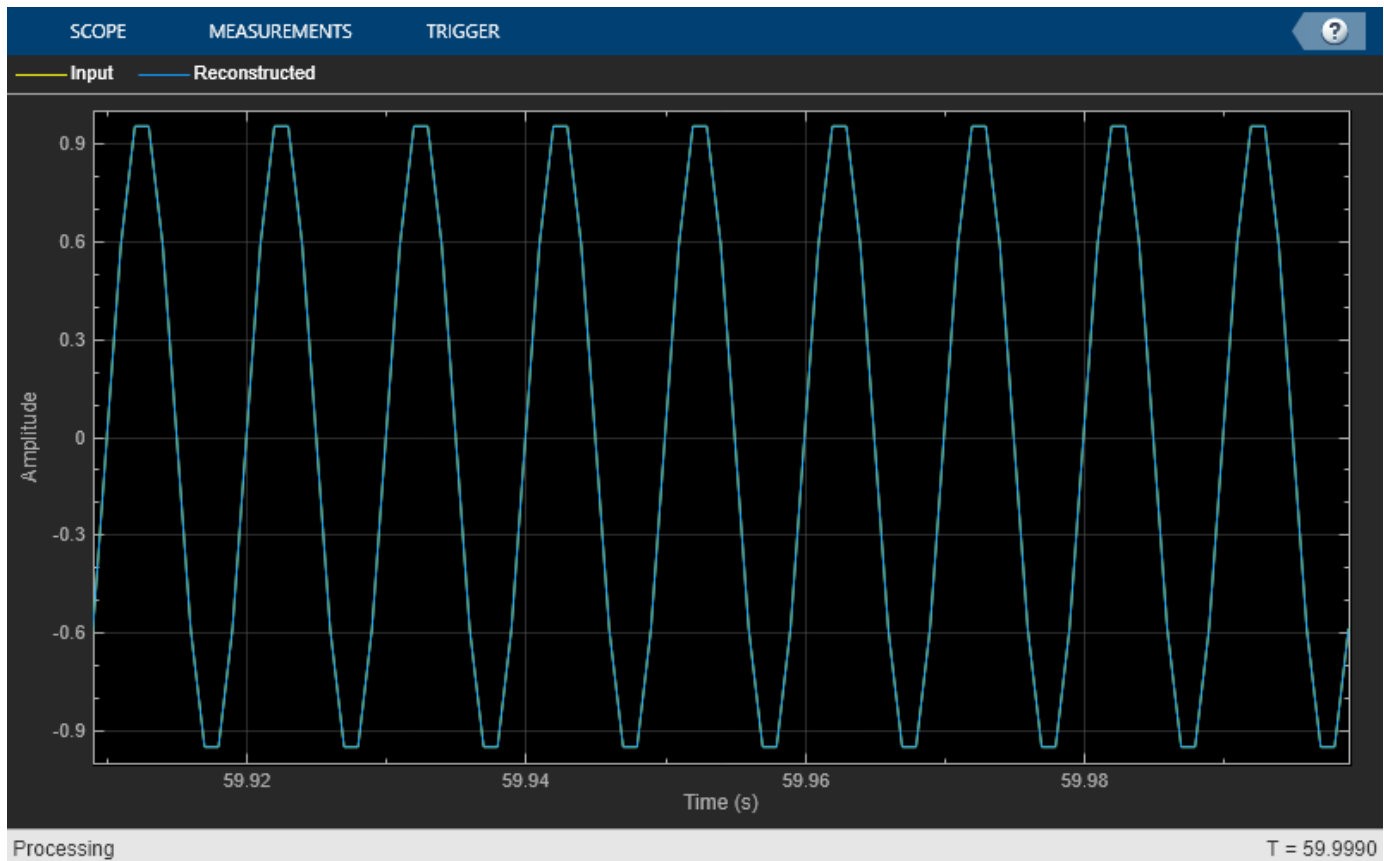 SCOPE MEASUREMENTS TRIGGER ?
Input Reconstructed
0.9
0.6
0.3
0
-0.3
-0.6
-0.9
Amplitude
59.92 59.94 59.96 59.98
Time (s)
Processing T = 59.9990